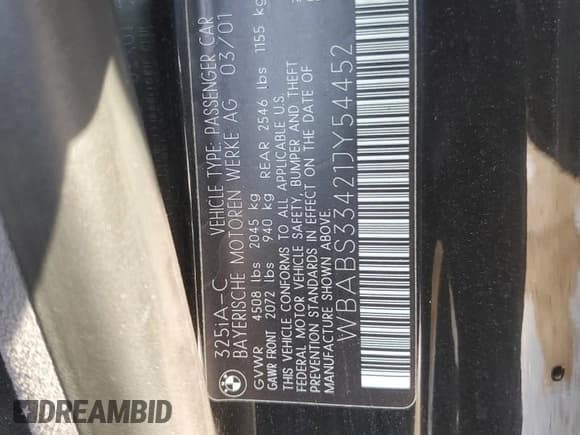 325iA-C VEHICLE TYPE: PASSENGER CAR
BAYERISCHE MOTOREN WERKE AG 03/01
GVWR 4508 lbs 2045 kg
GAWR FRONT 2072 lbs 940 kg REAR 2546 lbs 1155 kg
THIS VEHICLE CONFORMS TO ALL APPLICABLE U.S.
FEDERAL MOTOR VEHICLE SAFETY, BUMPER AND THEFT
PREVENTION STANDARDS IN EFFECT ON THE DATE OF
MANUFACTURE SHOWN ABOVE.
WBABS33421JY54452
BMW
DREAMBID